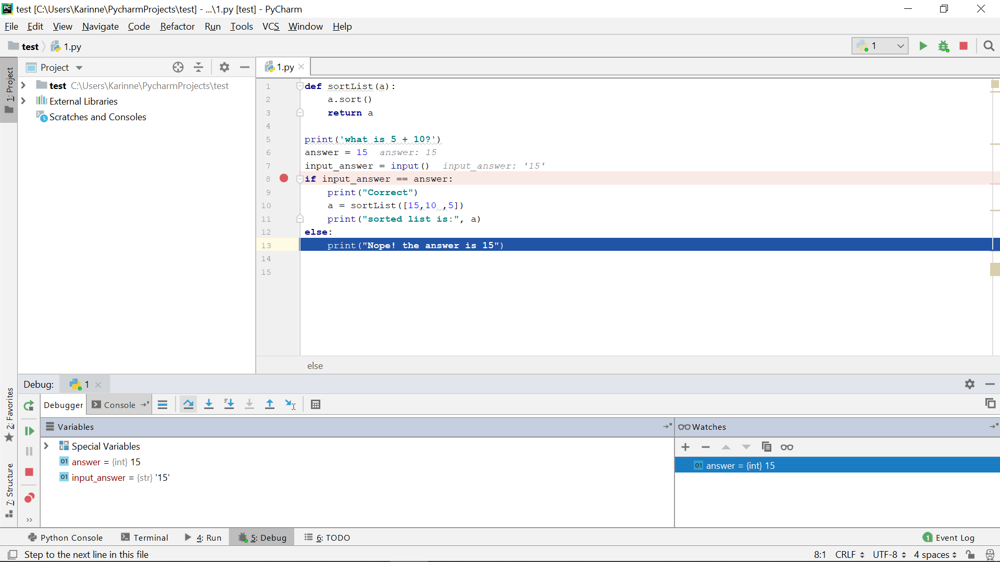 test [C:\Users\Karinne\PycharmProjects\test] - ...\1.py [test] - PyCharm
File Edit View Navigate Code Refactor Run Tools VCS Window Help
test 1.py
1
1: Project
Project
1.py
test C:\Users\Karinne\PycharmProjects\test
External Libraries
Scratches and Consoles
1 def sortList(a):
2 a.sort()
3 return a
4
5 print('what is 5 + 10?')
6 answer = 15 answer: 15
7 input_answer = input() input_answer: '15'
8 if input_answer == answer:
9 print("Correct")
10 a = sortList([15,10 ,5])
11 print("sorted list is:", a)
12 else:
13 print("Nope! the answer is 15")
14
15
else
2: Favorites
7: Structure
Debug: 1
Debugger Console
Variables
Special Variables
answer = {int} 15
input_answer = {str} '15'
Watches
answer = {int} 15
Python Console Terminal 4: Run 5: Debug 6: TODO 1 Event Log
Step to the next line in this file 8:1 CRLF UTF-8 4 spaces